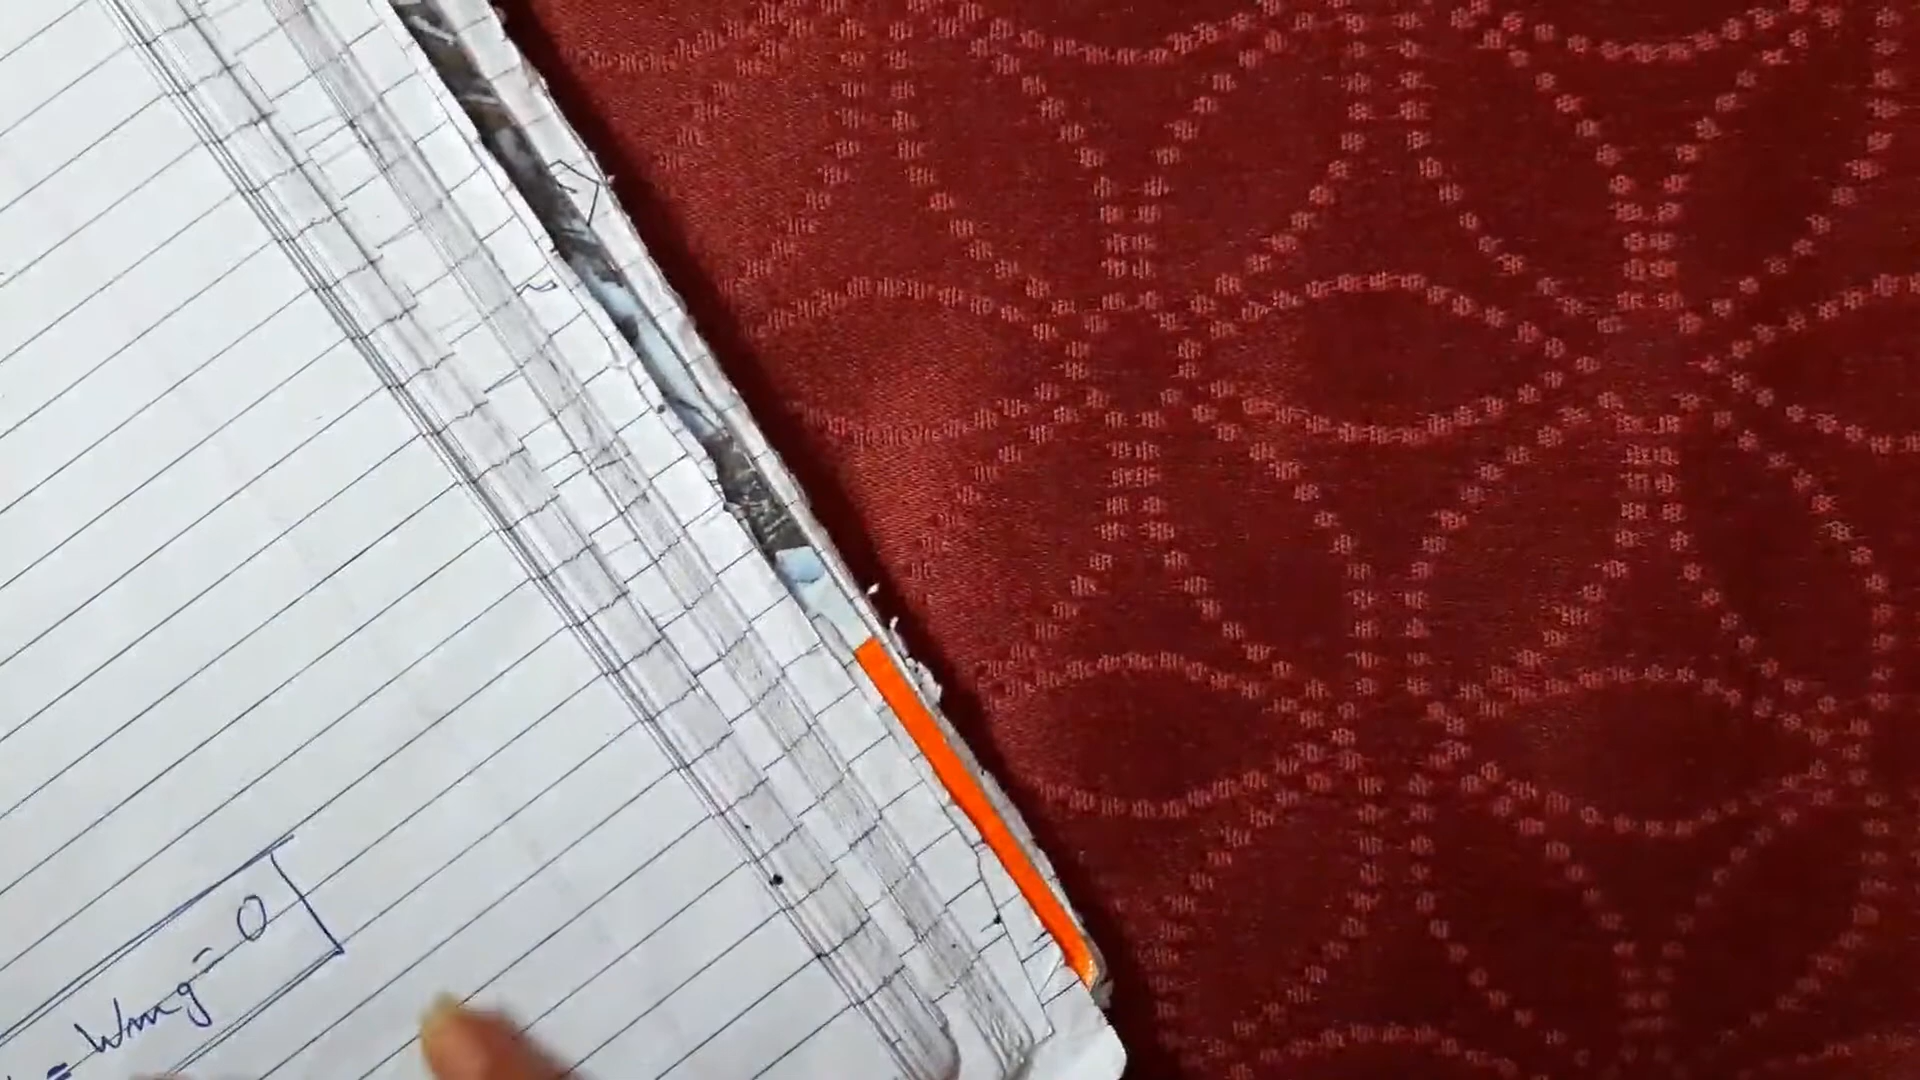 = Wmg = 0